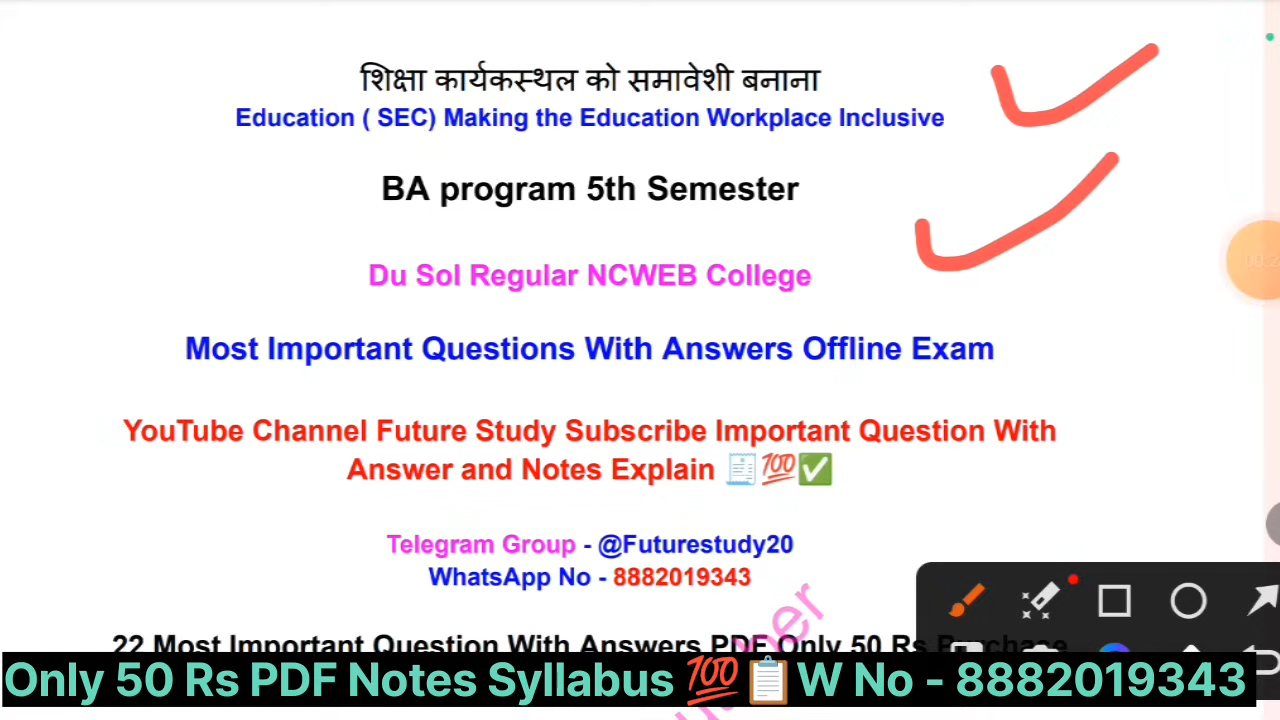 शिक्षा कार्यकस्थल को समावेशी बनाना
Education ( SEC) Making the Education Workplace Inclusive
BA program 5th Semester
Du Sol Regular NCWEB College
Most Important Questions With Answers Offline Exam
YouTube Channel Future Study Subscribe Important Question With
Answer and Notes Explain 🧾💯✅
Telegram Group - @Futurestudy20
WhatsApp No - 8882019343
22 Most Important Question With Answers PDF Only 50 Rs Purchase
Only 50 Rs PDF Notes Syllabus 💯📋W No - 8882019343